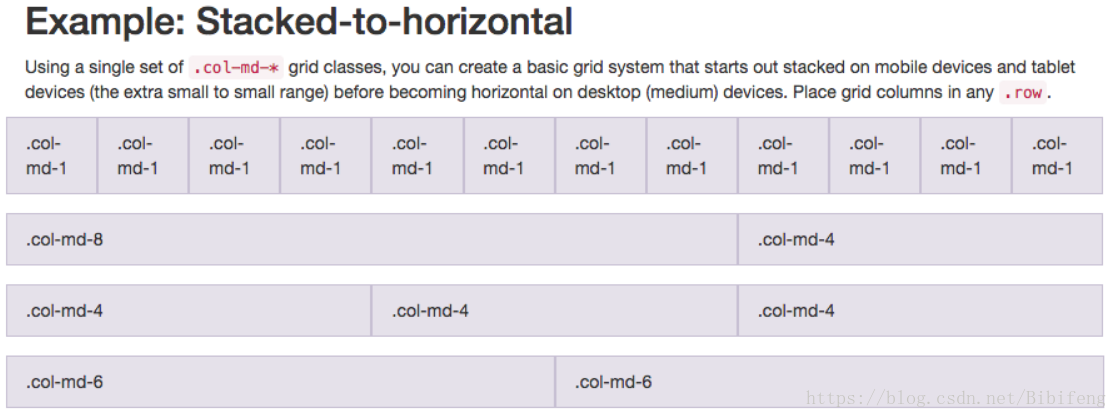 Example: Stacked-to-horizontal
Using a single set of .col-md-* grid classes, you can create a basic grid system that starts out stacked on mobile devices and tablet
devices (the extra small to small range) before becoming horizontal on desktop (medium) devices. Place grid columns in any .row.
.col- .col- .col- .col- .col- .col- .col- .col- .col- .col- .col- .col-
md-1 md-1 md-1 md-1 md-1 md-1 md-1 md-1 md-1 md-1 md-1 md-1
.col-md-8 .col-md-4
.col-md-4 .col-md-4 .col-md-4
.col-md-6 .col-md-6
https://blog.csdn.net/Bibifeng